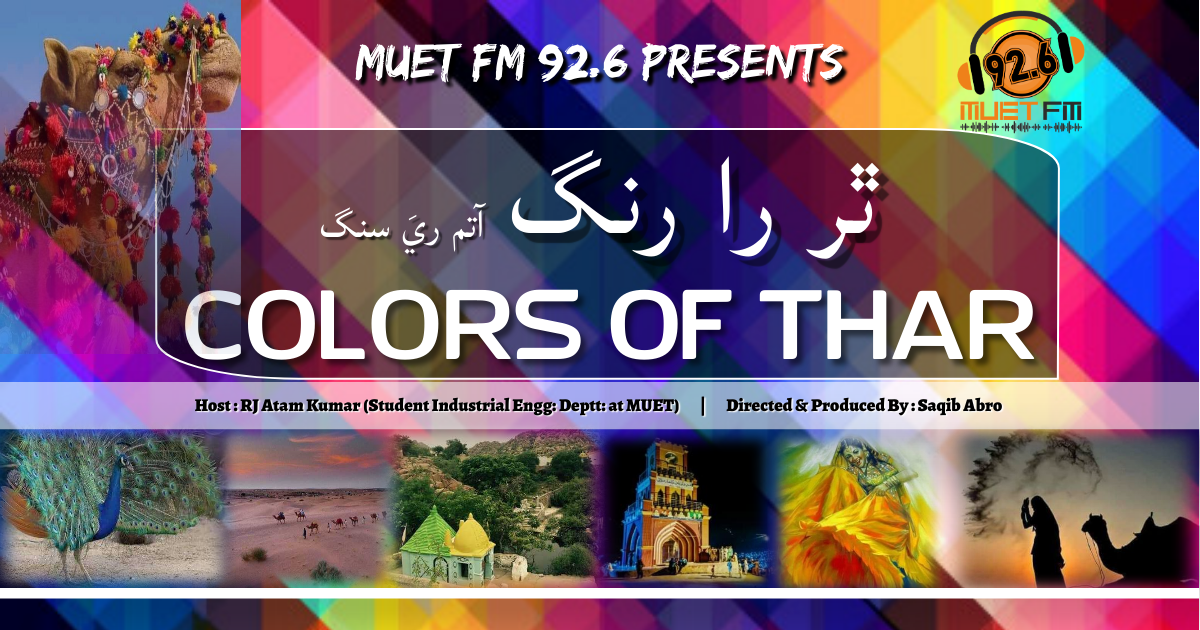 MUET FM 92.6 PRESENTS
92.6
MUET FM
ٿر را رنگ آتم ريَ سنگ
COLORS OF THAR
Host : RJ Atam Kumar (Student Industrial Engg: Deptt: at MUET) | Directed & Produced By : Saqib Abro